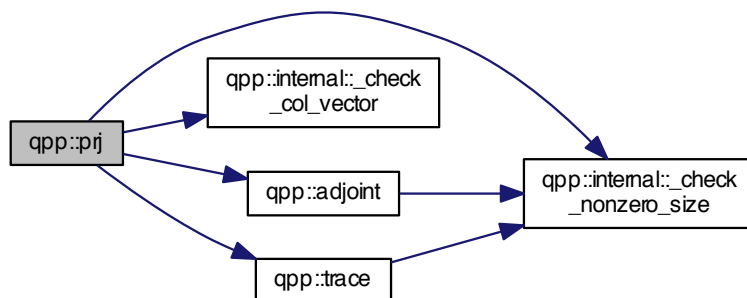 qpp::prj
qpp::internal::_check
_col_vector
qpp::adjoint
qpp::trace
qpp::internal::_check
_nonzero_size